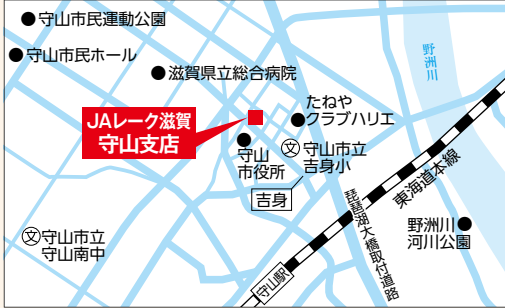 守山市民運動公園
守山市民ホール
滋賀県立総合病院
野洲川
JAレーク滋賀
守山支店
たねや
クラブハリエ
守山
市役所
文 守山市立
吉身小
吉身
東海道本線
琵琶湖大橋取付道路
野洲川
河川公園
文 守山市立
守山南中
守山駅